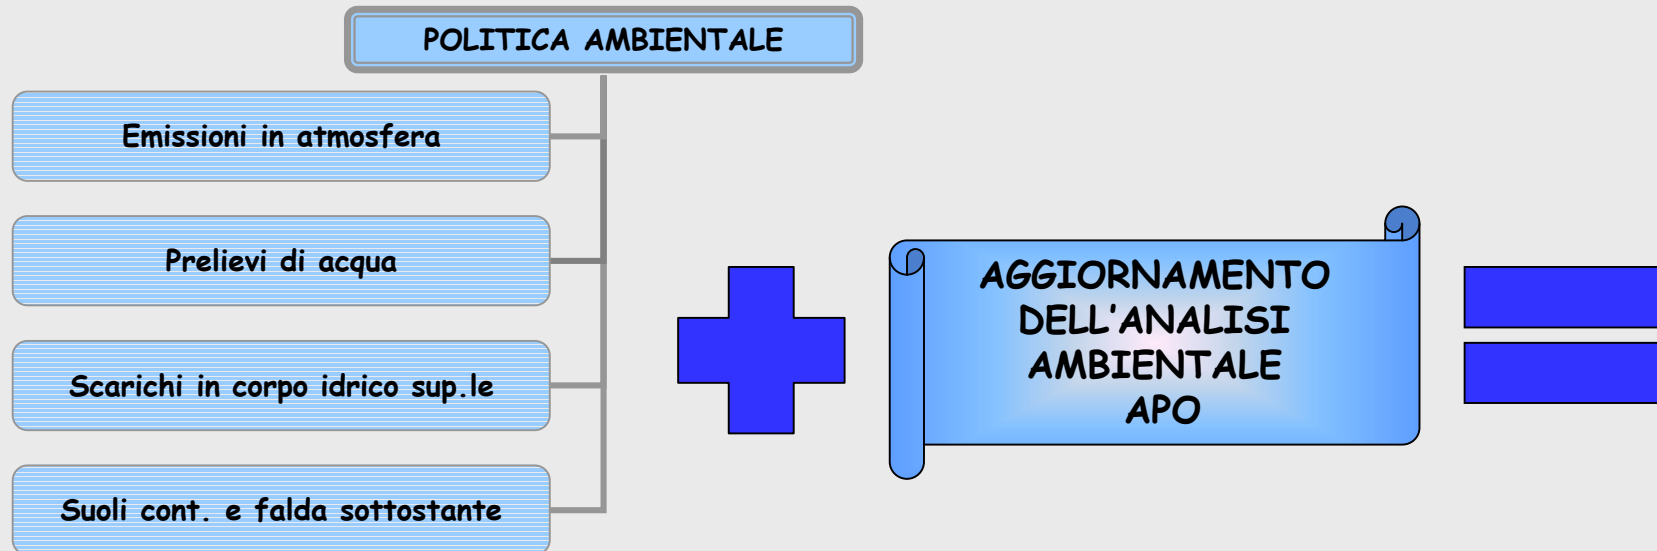 POLITICA AMBIENTALE
Emissioni in atmosfera
Prelievi di acqua
Scarichi in corpo idrico sup.le
Suoli cont. e falda sottostante
AGGIORNAMENTO
DELL'ANALISI
AMBIENTALE
APO